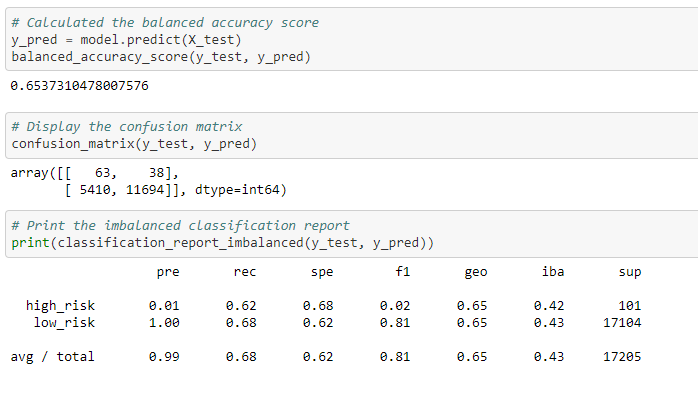 # Calculated the balanced accuracy score
y_pred = model.predict(X_test)
balanced_accuracy_score(y_test, y_pred)
0.6537310478007576
# Display the confusion matrix
confusion_matrix(y_test, y_pred)
array([[   63,    38],
       [ 5410, 11694]], dtype=int64)
# Print the imbalanced classification report
print(classification_report_imbalanced(y_test, y_pred))
pre rec spe f1 geo iba sup
high_risk 0.01 0.62 0.68 0.02 0.65 0.42 101
low_risk 1.00 0.68 0.62 0.81 0.65 0.43 17104
avg / total 0.99 0.68 0.62 0.81 0.65 0.43 17205